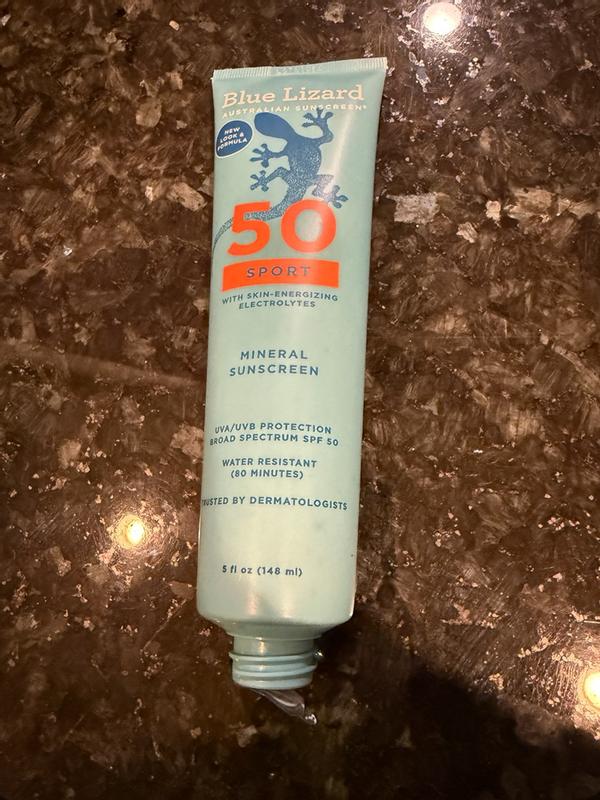 Blue Lizard
AUSTRALIAN SUNSCREEN®
NEW
LOOK &
FORMULA
50
SPORT
WITH SKIN-ENERGIZING
ELECTROLYTES
MINERAL
SUNSCREEN
UVA/UVB PROTECTION
BROAD SPECTRUM SPF 50
WATER RESISTANT
(80 MINUTES)
TRUSTED BY DERMATOLOGISTS
5 fl oz (148 ml)